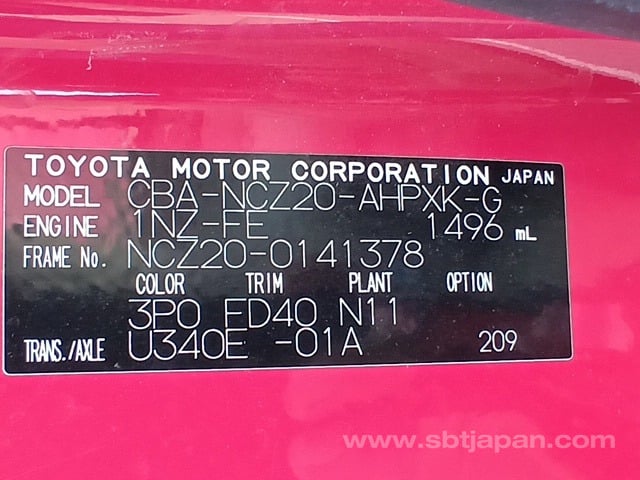 TOYOTA MOTOR CORPORATION JAPAN
MODEL CBA-NCZ20-AHPXK-G
ENGINE 1NZ-FE 1496 mL
FRAME No. NCZ20-0141378
COLOR TRIM PLANT OPTION
3P0 FD40 N11
TRANS./AXLE U340E -01A 209
www.sbtjapan.com